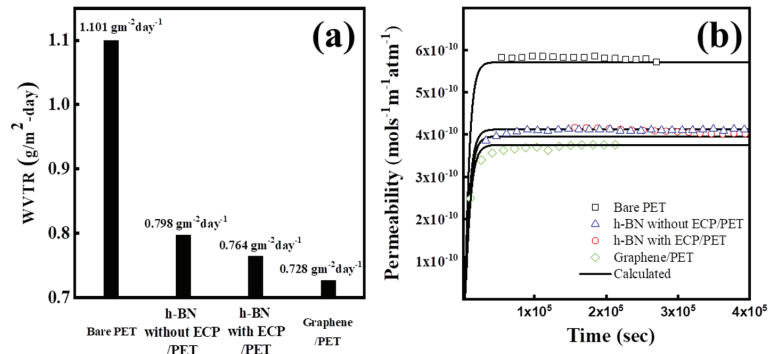 (a)
WVTR (g/m²-day)
1.1
1.0
0.9
0.8
0.7
1.101 gm⁻²day⁻¹
0.798 gm⁻²day⁻¹
0.764 gm⁻²day⁻¹
0.728 gm⁻²day⁻¹
Bare PET
h-BN
without ECP
/PET
h-BN
with ECP
/PET
Graphene
/PET
(b)
Permeability (mols⁻¹m⁻¹atm⁻¹)
6x10⁻¹⁰
5x10⁻¹⁰
4x10⁻¹⁰
3x10⁻¹⁰
2x10⁻¹⁰
1x10⁻¹⁰
Bare PET
h-BN without ECP/PET
h-BN with ECP/PET
Graphene/PET
Calculated
1x10⁵
2x10⁵
3x10⁵
4x10⁵
Time (sec)